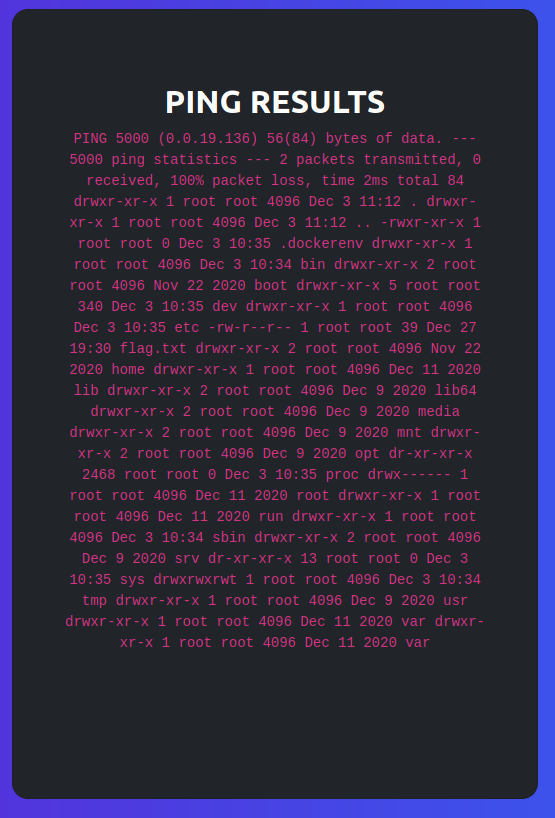 PING RESULTS
PING 5000 (0.0.19.136) 56(84) bytes of data. ---
5000 ping statistics --- 2 packets transmitted, 0
received, 100% packet loss, time 2ms total 84
drwxr-xr-x 1 root root 4096 Dec 3 11:12 . drwxr-
xr-x 1 root root 4096 Dec 3 11:12 .. -rwxr-xr-x 1
root root 0 Dec 3 10:35 .dockerenv drwxr-xr-x 1
root root 4096 Dec 3 10:34 bin drwxr-xr-x 2 root
root 4096 Nov 22 2020 boot drwxr-xr-x 5 root root
340 Dec 3 10:35 dev drwxr-xr-x 1 root root 4096
Dec 3 10:35 etc -rw-r--r-- 1 root root 39 Dec 27
19:30 flag.txt drwxr-xr-x 2 root root 4096 Nov 22
2020 home drwxr-xr-x 1 root root 4096 Dec 11 2020
lib drwxr-xr-x 2 root root 4096 Dec 9 2020 lib64
drwxr-xr-x 2 root root 4096 Dec 9 2020 media
drwxr-xr-x 2 root root 4096 Dec 9 2020 mnt drwxr-
xr-x 2 root root 4096 Dec 9 2020 opt dr-xr-xr-x
2468 root root 0 Dec 3 10:35 proc drwx------ 1
root root 4096 Dec 11 2020 root drwxr-xr-x 1 root
root 4096 Dec 11 2020 run drwxr-xr-x 1 root root
4096 Dec 3 10:34 sbin drwxr-xr-x 2 root root 4096
Dec 9 2020 srv dr-xr-xr-x 13 root root 0 Dec 3
10:35 sys drwxrwxrwt 1 root root 4096 Dec 3 10:34
tmp drwxr-xr-x 1 root root 4096 Dec 9 2020 usr
drwxr-xr-x 1 root root 4096 Dec 11 2020 var drwxr-
xr-x 1 root root 4096 Dec 11 2020 var